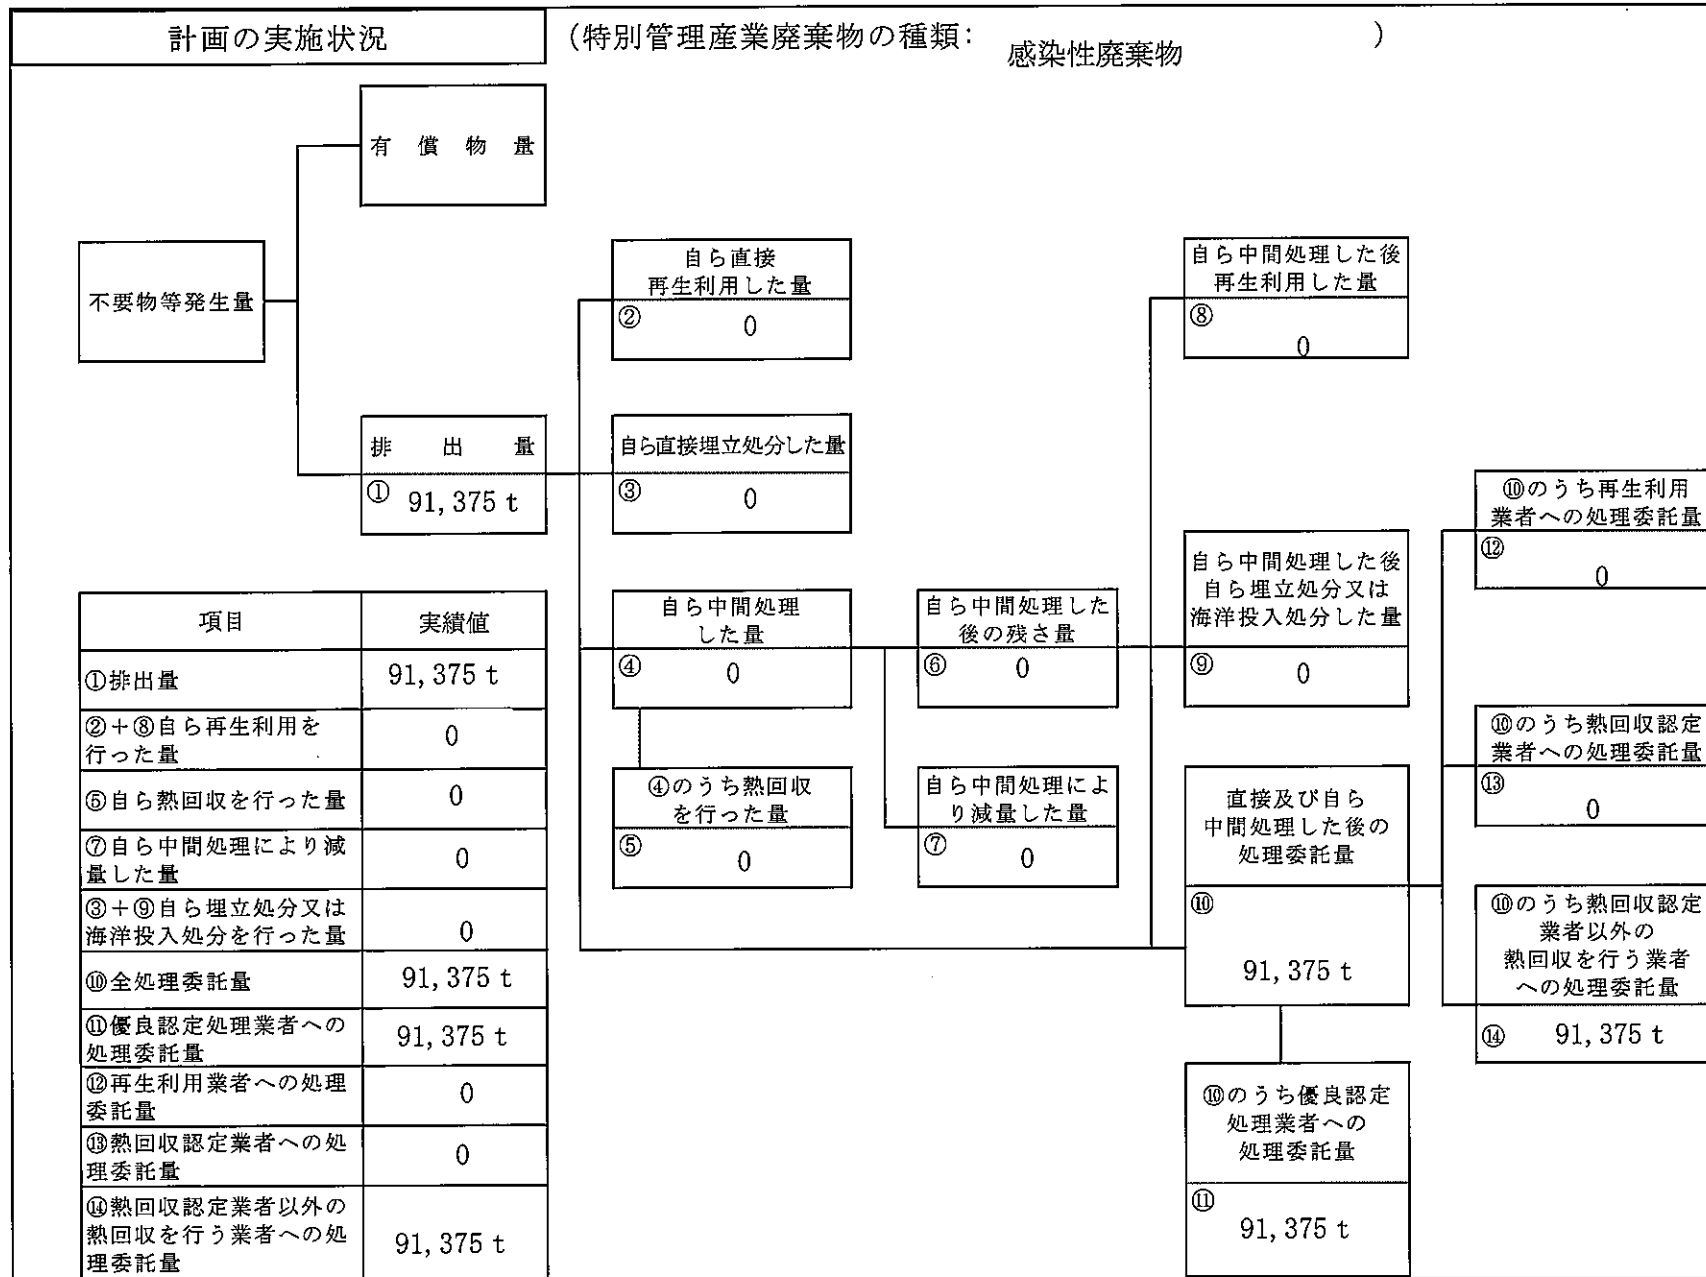 計画の実施状況
(特別管理産業廃棄物の種類: 感染性廃棄物 )
有償物量
不要物等発生量
排出量
① 91,375 t
自ら直接
再生利用した量
② 0
自ら直接埋立処分した量
③ 0
自ら中間処理
した量
④ 0
④のうち熱回収
を行った量
⑤ 0
自ら中間処理した
後の残さ量
⑥ 0
自ら中間処理によ
り減量した量
⑦ 0
自ら中間処理した後
再生利用した量
⑧
0
自ら中間処理した後
自ら埋立処分又は
海洋投入処分した量
⑨ 0
直接及び自ら
中間処理した後の
処理委託量
⑩
91,375 t
⑩のうち優良認定
処理業者への
処理委託量
⑪
91,375 t
⑩のうち再生利用
業者への処理委託量
⑫
0
⑩のうち熱回収認定
業者への処理委託量
⑬
0
⑩のうち熱回収認定
業者以外の
熱回収を行う業者
への処理委託量
⑭ 91,375 t
項目 実績値
①排出量 91,375 t
②+⑧自ら再生利用を
行った量 0
⑤自ら熱回収を行った量 0
⑦自ら中間処理により減
量した量 0
③+⑨自ら埋立処分又は
海洋投入処分を行った量 0
⑩全処理委託量 91,375 t
⑪優良認定処理業者への
処理委託量 91,375 t
⑫再生利用業者への処理
委託量 0
⑬熱回収認定業者への処
理委託量 0
⑭熱回収認定業者以外の
熱回収を行う業者への処
理委託量 91,375 t